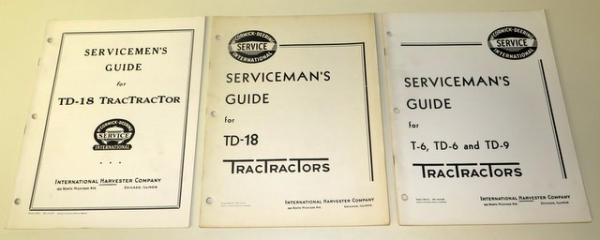 SERVICEMEN'S
GUIDE
for
TD-18 TRACTRACTOR
McCORMICK-DEERING
SERVICE
INTERNATIONAL
INTERNATIONAL HARVESTER COMPANY
CHICAGO, ILLINOIS
McCORMICK-DEERING
SERVICE
INTERNATIONAL
SERVICEMAN'S
GUIDE
for
TD-18
TRACTRACTORS
INTERNATIONAL HARVESTER COMPANY
CHICAGO, ILLINOIS
McCORMICK-DEERING
SERVICE
INTERNATIONAL
SERVICEMAN'S
GUIDE
for
T-6, TD-6 and TD-9
TRACTRACTORS
INTERNATIONAL HARVESTER COMPANY
CHICAGO, ILLINOIS